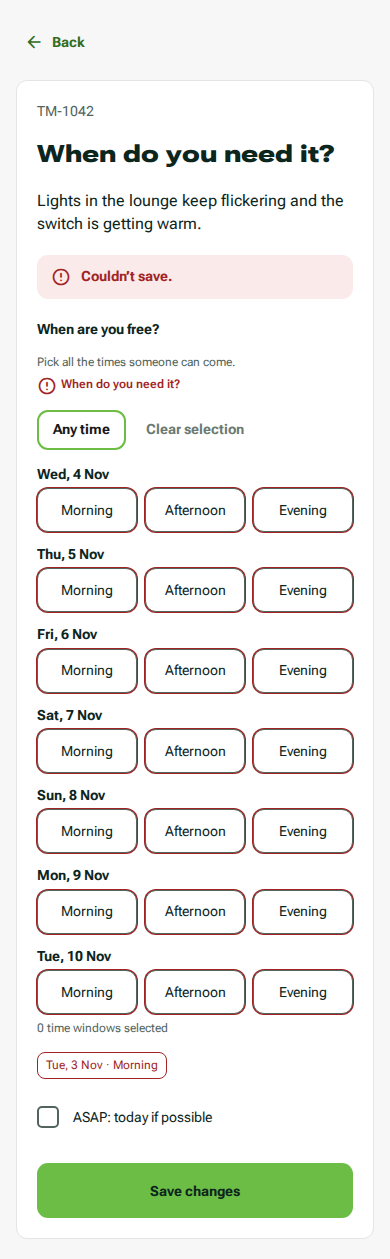 Back
TM-1042
When do you need it?
Lights in the lounge keep flickering and the
switch is getting warm.
Couldn't save.
When are you free?
Pick all the times someone can come.
When do you need it?
Any time
Clear selection
Wed, 4 Nov
Morning Afternoon Evening
Thu, 5 Nov
Morning Afternoon Evening
Fri, 6 Nov
Morning Afternoon Evening
Sat, 7 Nov
Morning Afternoon Evening
Sun, 8 Nov
Morning Afternoon Evening
Mon, 9 Nov
Morning Afternoon Evening
Tue, 10 Nov
Morning Afternoon Evening
0 time windows selected
Tue, 3 Nov · Morning
ASAP: today if possible
Save changes